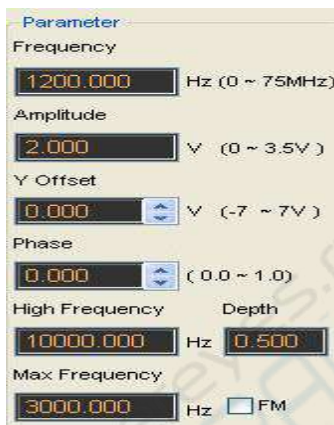 Parameter
Frequency
1200.000 Hz (0 ~ 75MHz)
Amplitude
2.000 V (0 ~ 3.5V )
Y Offset
0.000 V (-7 ~ 7V )
Phase
0.000 ( 0.0 ~ 1.0)
High Frequency Depth
10000.000 Hz 0.500
Max Frequency
3000.000 Hz FM